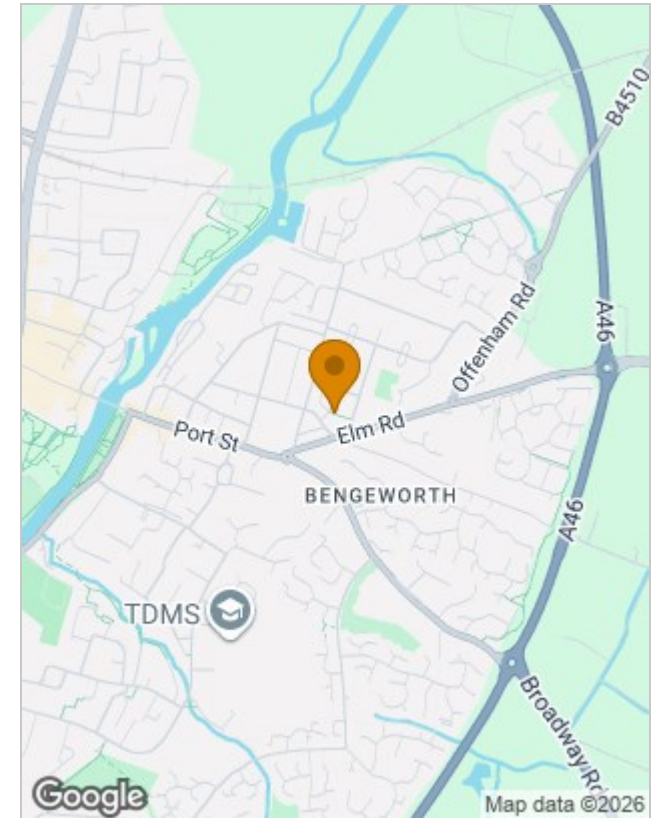 B4510
A46
Offenham Rd
Elm Rd
Port St
BENGEWORTH
A46
TDMS
Broadway Rd
Google
Map data ©2026